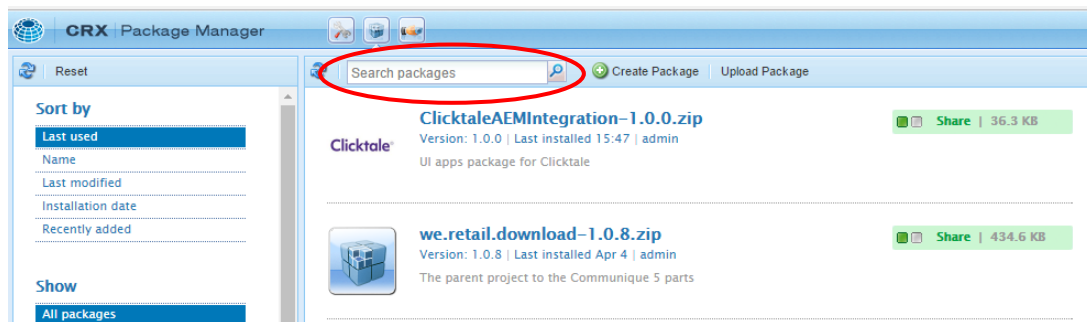 CRX Package Manager
Reset
Search packages
Create Package
Upload Package
Sort by
Last used
Name
Last modified
Installation date
Recently added
Show
All packages
Clicktale
ClicktaleAEMIntegration-1.0.0.zip
Version: 1.0.0 | Last installed 15:47 | admin
UI apps package for Clicktale
Share | 36.3 KB
we.retail.download-1.0.8.zip
Version: 1.0.8 | Last installed Apr 4 | admin
The parent project to the Communique 5 parts
Share | 434.6 KB